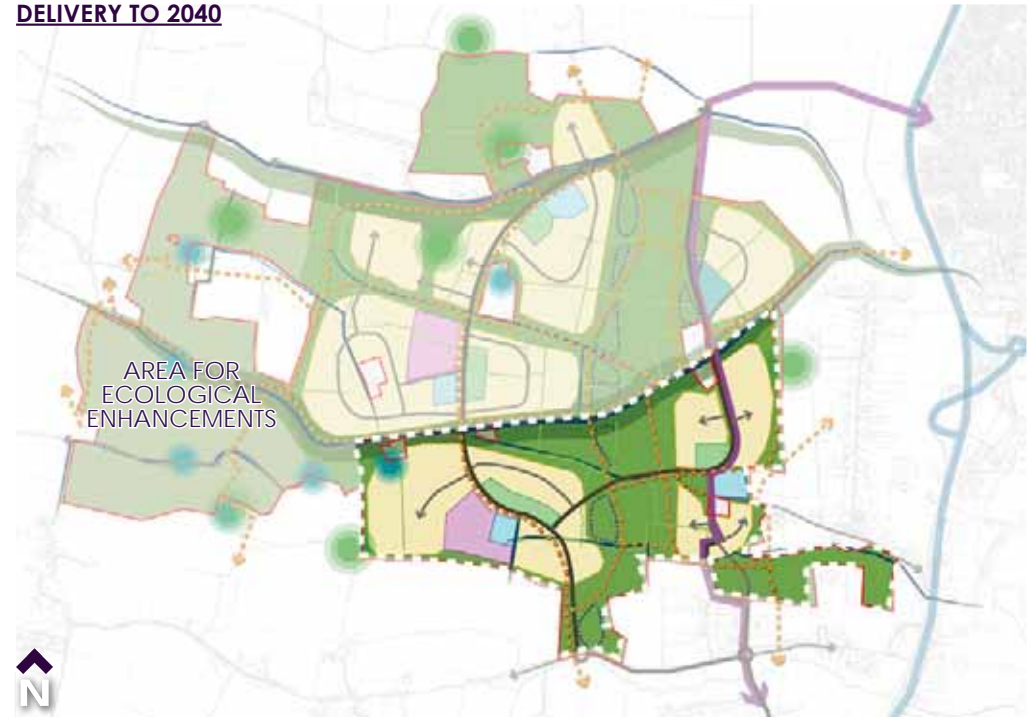 DELIVERY TO 2040
AREA FOR
ECOLOGICAL
ENHANCEMENTS
N